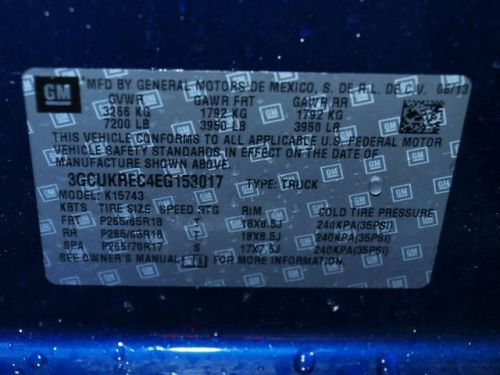 GM
MFD BY GENERAL MOTORS DE MEXICO, S. DE R.L. DE C.V. 06/13
GVWR GAWR FRT GAWR RR
3266 KG 1792 KG 1792 KG
7200 LB 3950 LB 3950 LB
THIS VEHICLE CONFORMS TO ALL APPLICABLE U.S. FEDERAL MOTOR
VEHICLE SAFETY STANDARDS IN EFFECT ON THE DATE OF
MANUFACTURE SHOWN ABOVE.
3GCUKREC4EG153017 TYPE: TRUCK
MODEL: K15743
KBTS TIRE SIZE SPEED RTG RIM COLD TIRE PRESSURE
FRT P265/65R18 T 18X8.5J 240KPA(35PSI)
RR P265/65R18 T 18X8.5J 240KPA(35PSI)
SPA P265/70R17 S 17X7.5J 240KPA(35PSI)
SEE OWNER'S MANUAL FOR MORE INFORMATION.